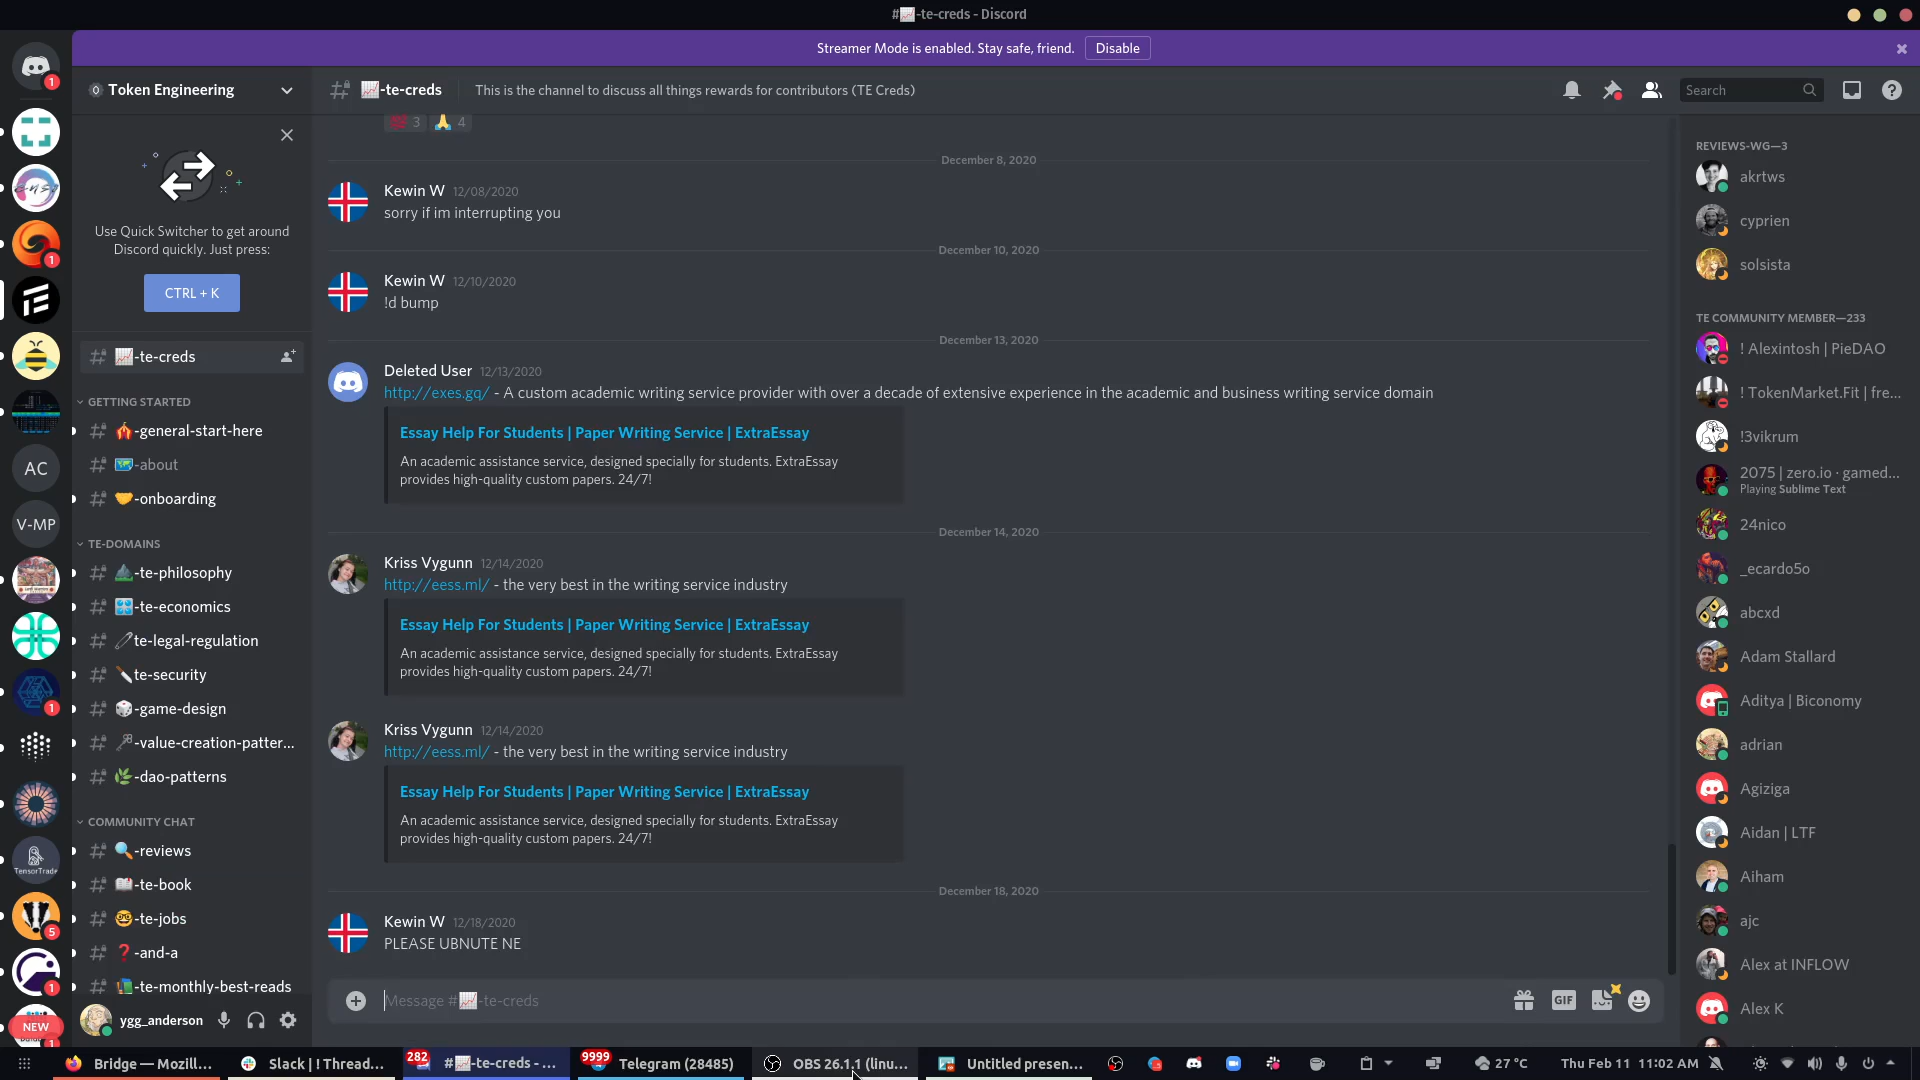 #📈-te-creds - Discord
Streamer Mode is enabled. Stay safe, friend. Disable
Token Engineering
Use Quick Switcher to get around
Discord quickly. Just press:
CTRL + K
📈-te-creds
GETTING STARTED
🎪-general-start-here
🗺️-about
🤝-onboarding
TE-DOMAINS
-te-philosophy
🎛️-te-economics
te-legal-regulation
te-security
🎲-game-design
-value-creation-patter...
🌿-dao-patterns
COMMUNITY CHAT
🔍-reviews
📖-te-book
🤓-te-jobs
❓-and-a
📚-te-monthly-best-reads
ygg_anderson
1
1
AC
V-MP
1
TensorTrade
5
1
NEW
1
📈-te-creds
This is the channel to discuss all things rewards for contributors (TE Creds)
Search
💯 3 🙏 4
December 8, 2020
Kewin W 12/08/2020
sorry if im interrupting you
December 10, 2020
Kewin W 12/10/2020
!d bump
December 13, 2020
Deleted User 12/13/2020
http://exes.gq/ - A custom academic writing service provider with over a decade of extensive experience in the academic and business writing service domain
Essay Help For Students | Paper Writing Service | ExtraEssay
An academic assistance service, designed specially for students. ExtraEssay
provides high-quality custom papers. 24/7!
December 14, 2020
Kriss Vygunn 12/14/2020
http://eess.ml/ - the very best in the writing service industry
Essay Help For Students | Paper Writing Service | ExtraEssay
An academic assistance service, designed specially for students. ExtraEssay
provides high-quality custom papers. 24/7!
Kriss Vygunn 12/14/2020
http://eess.ml/ - the very best in the writing service industry
Essay Help For Students | Paper Writing Service | ExtraEssay
An academic assistance service, designed specially for students. ExtraEssay
provides high-quality custom papers. 24/7!
December 18, 2020
Kewin W 12/18/2020
PLEASE UBNUTE NE
Message #📈-te-creds
GIF
REVIEWS-WG—3
akrtws
cyprien
solsista
TE COMMUNITY MEMBER—233
! Alexintosh | PieDAO
! TokenMarket.Fit | fre...
!3vikrum
2075 | zero.io · gamed...
Playing Sublime Text
24nico
_ecardo5o
abcxd
Adam Stallard
Aditya | Biconomy
adrian
Agiziga
Aidan | LTF
Aiham
ajc
Alex at INFLOW
Alex K
Bridge — Mozill...
Slack | ! Thread...
282 #📈-te-creds - ...
9999 Telegram (28485)
OBS 26.1.1 (linu...
Untitled presen...
27 °C
Thu Feb 11 11:02 AM